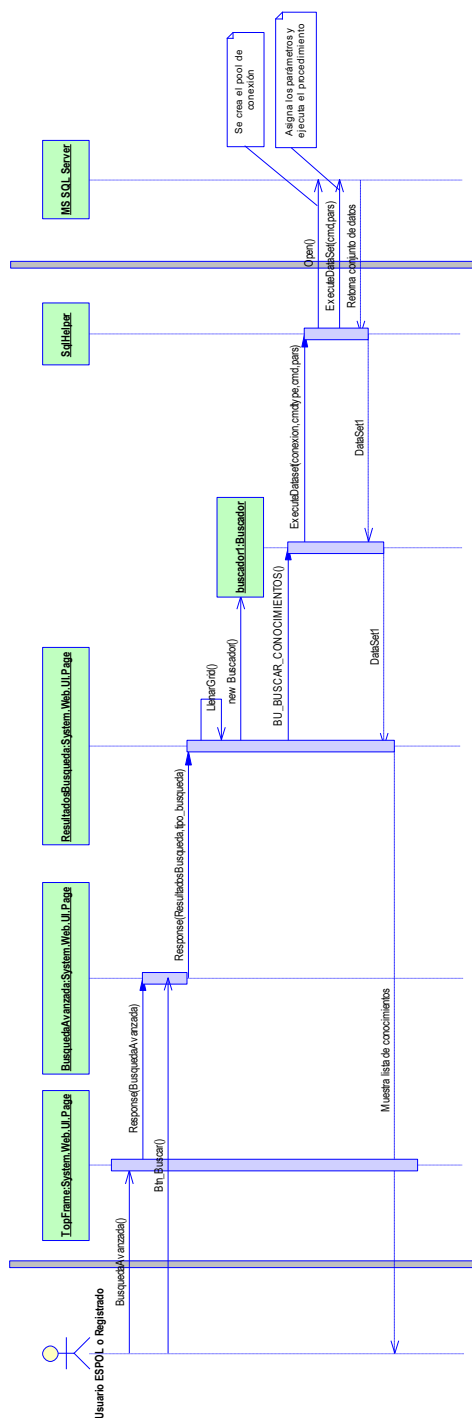 Usuario ESPOL o Registrado
TopFrame:System.Web.UI.Page
BusquedaAvanzada:System.Web.UI.Page
ResultadosBusqueda:System.Web.UI.Page
buscador1:Buscador
SqlHelper
MS SQL Server
BusquedaAvanzada()
Response(BusquedaAvanzada)
Btn_Buscar()
Response(ResultadosBusqueda,tipo_busqueda)
LlenarGrid()
new Buscador()
BU_BUSCAR_CONOCIMIENTOS()
ExecuteDataset(conexion,cmdtype,cmd,pars)
Open()
Se crea el pool de
conexión
ExecuteDataSet(cmd,pars)
Asigna los parámetros y
ejecuta el procedimiento
Retorna conjunto de datos
DataSet1
DataSet1
Muestra lista de conocimientos